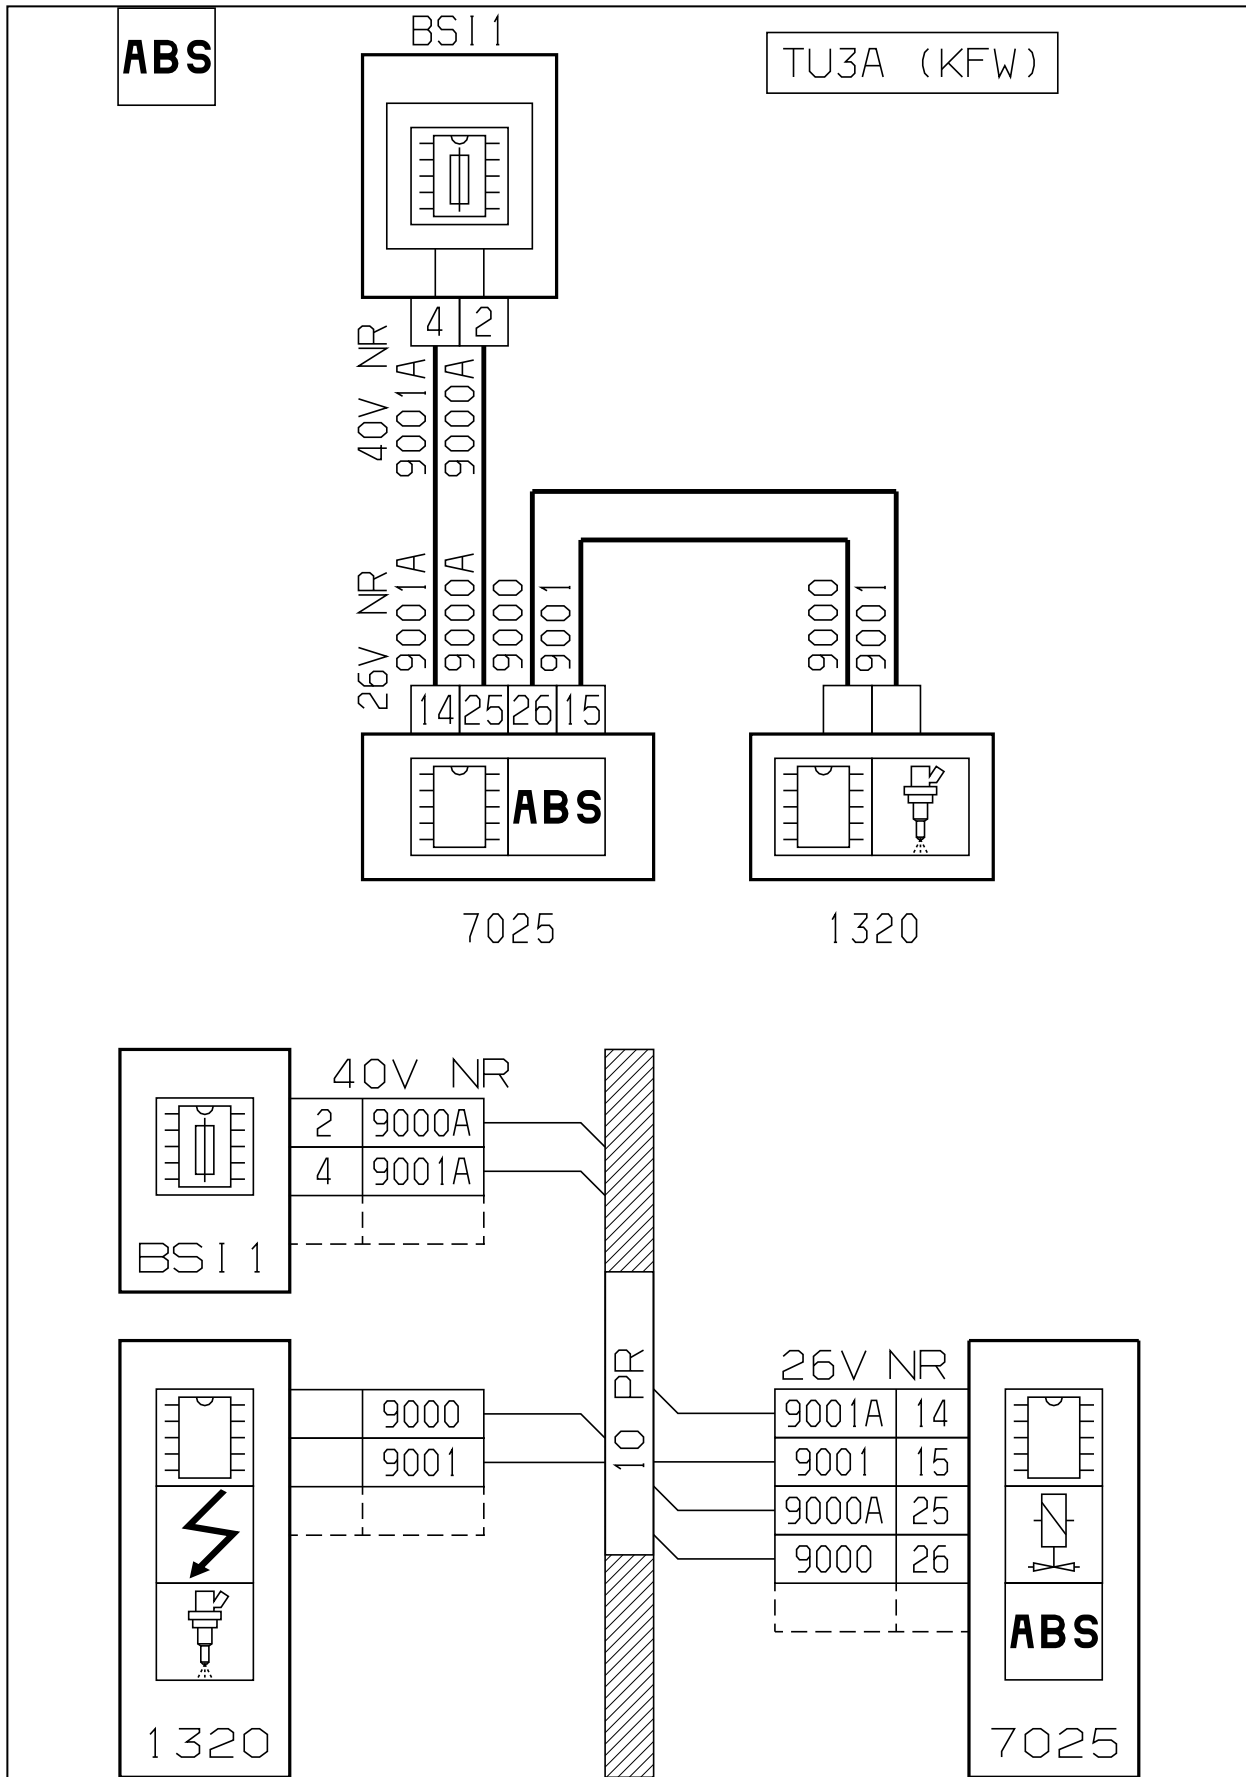 ABS
BSI1
TU3A (KFW)
4 2
40V NR
9001A
9000A
26V NR
9001A
9000A
9000
9001
9000
9001
14 25 26 15
ABS
7025
1320
40V NR
2 9000A
4 9001A
BSI1
10 PR
26V NR
9000
9001
9001A 14
9001 15
9000A 25
9000 26
ABS
1320
7025